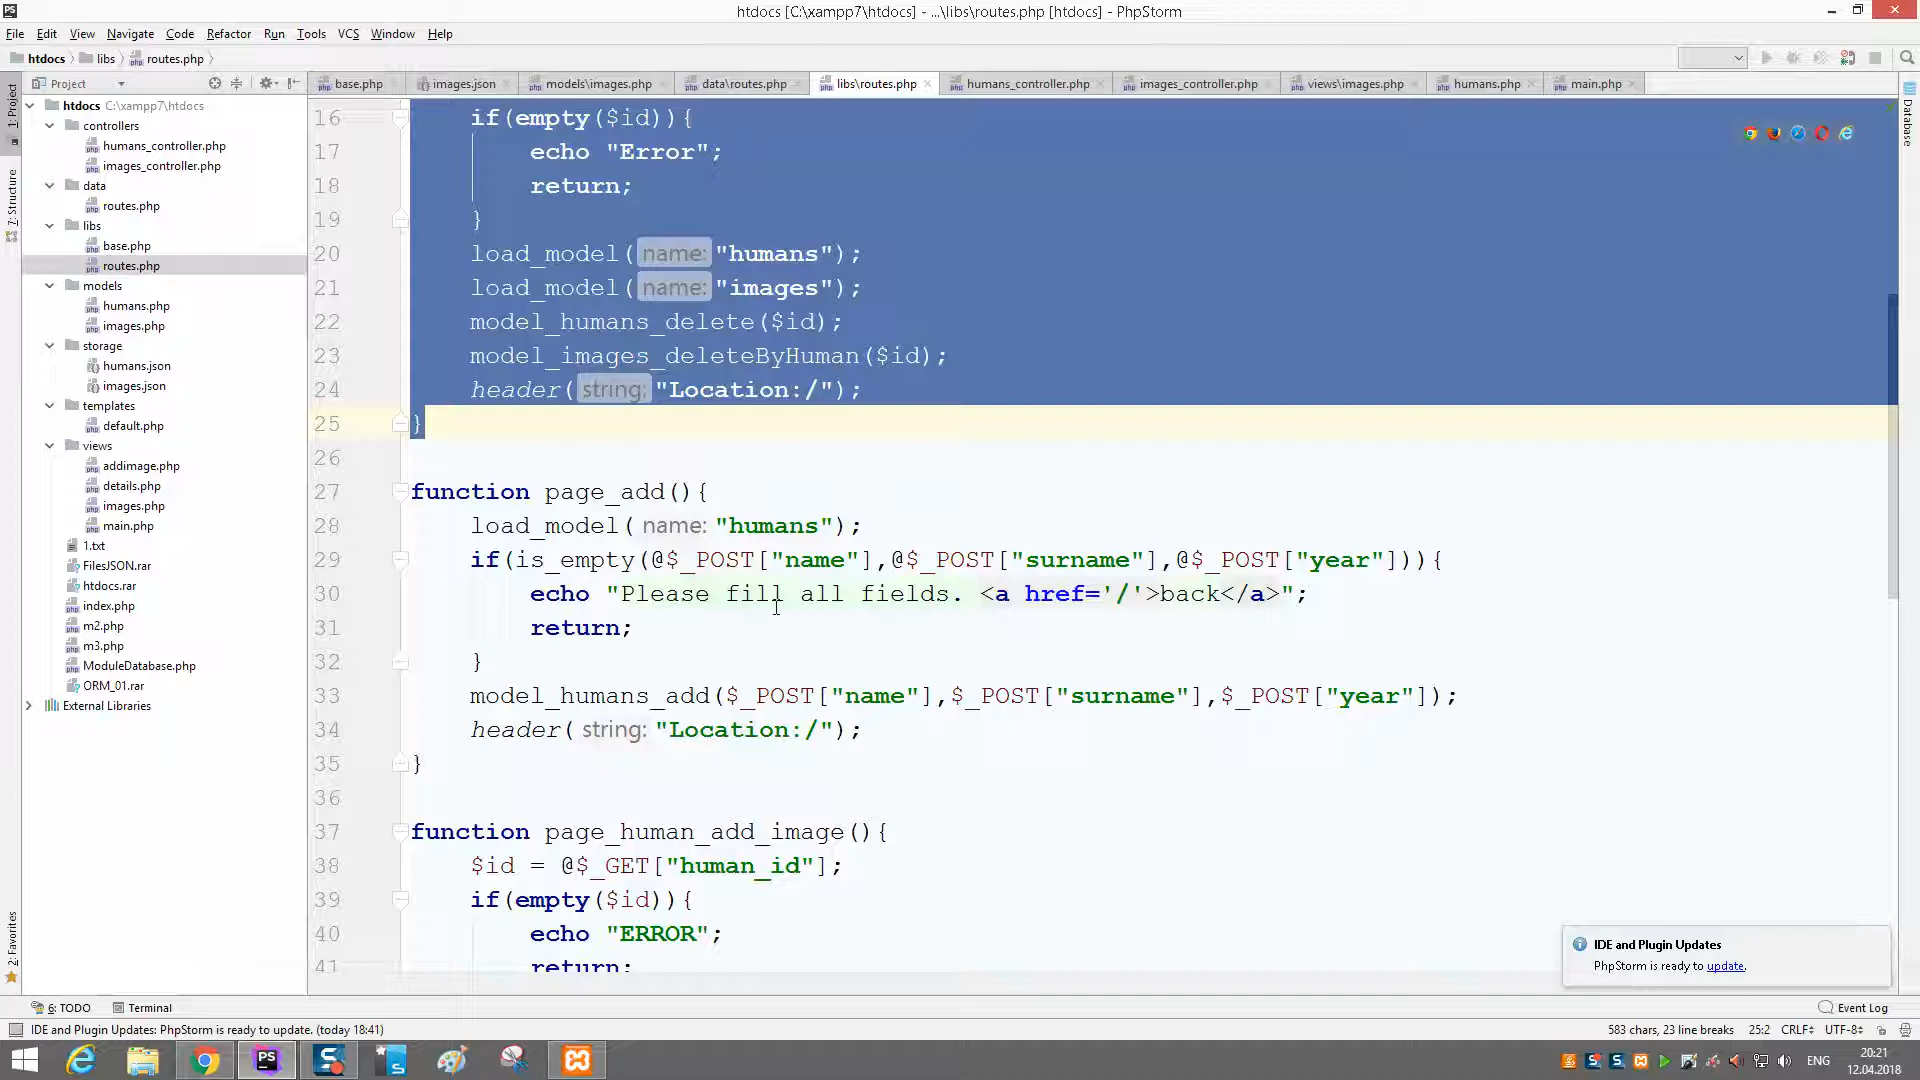 htdocs [C:\xampp7\htdocs] - ...\libs\routes.php [htdocs] - PhpStorm
File Edit View Navigate Code Refactor Run Tools VCS Window Help
htdocs libs routes.php
Project
base.php images.json models\images.php data\routes.php libs\routes.php humans_controller.php images_controller.php views\images.php humans.php main.php
1: Project
7: Structure
2: Favorites
Database
htdocs C:\xampp7\htdocs
controllers
humans_controller.php
images_controller.php
data
routes.php
libs
base.php
routes.php
models
humans.php
images.php
storage
humans.json
images.json
templates
default.php
views
addimage.php
details.php
images.php
main.php
1.txt
FilesJSON.rar
htdocs.rar
index.php
m2.php
m3.php
ModuleDatabase.php
ORM_01.rar
External Libraries
16 if(empty($id)){
17 echo "Error";
18 return;
19 }
20 load_model( name: "humans");
21 load_model( name: "images");
22 model_humans_delete($id);
23 model_images_deleteByHuman($id);
24 header( string: "Location:/");
25 }
26
27 function page_add(){
28 load_model( name: "humans");
29 if(is_empty(@$_POST["name"],@$_POST["surname"],@$_POST["year"])){
30 echo "Please fill all fields. <a href='/'>back</a>";
31 return;
32 }
33 model_humans_add($_POST["name"],$_POST["surname"],$_POST["year"]);
34 header( string: "Location:/");
35 }
36
37 function page_human_add_image(){
38 $id = @$_GET["human_id"];
39 if(empty($id)){
40 echo "ERROR";
41 return;
IDE and Plugin Updates
PhpStorm is ready to update.
6: TODO Terminal Event Log
IDE and Plugin Updates: PhpStorm is ready to update. (today 18:41) 583 chars, 23 line breaks 25:2 CRLF UTF-8
ENG 20:21
12.04.2018